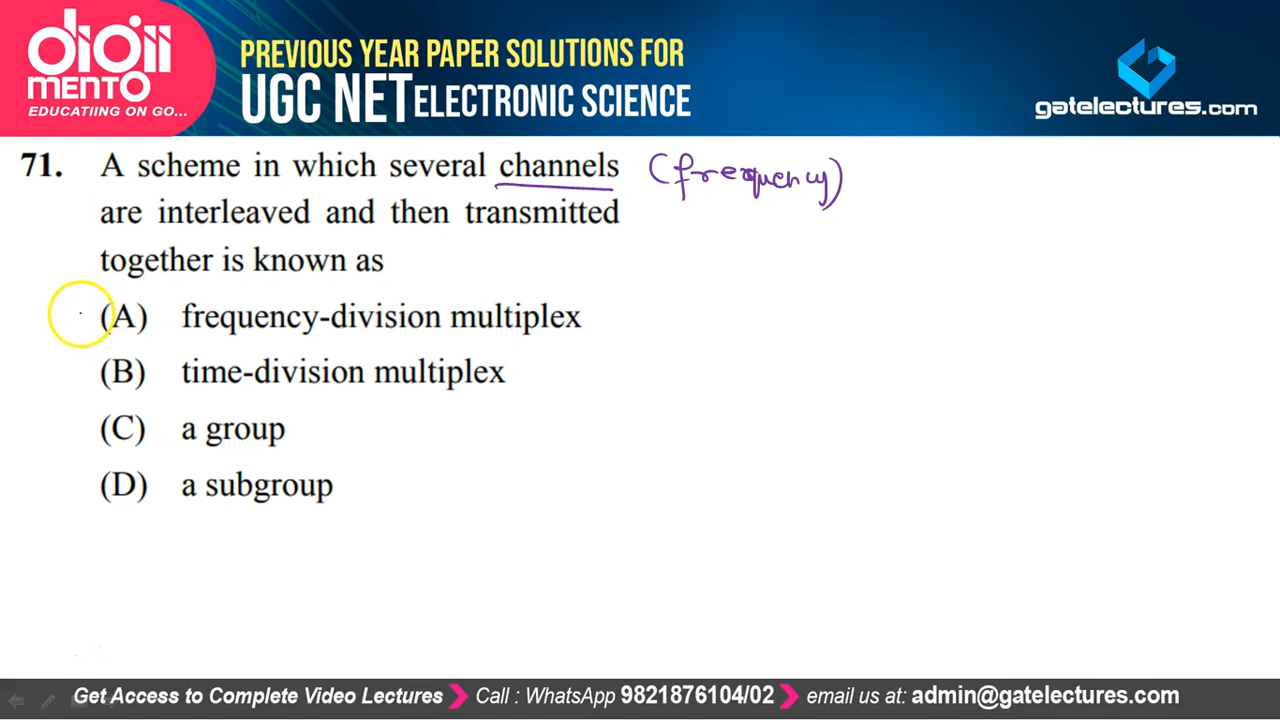 digii
MENTO
EDUCATIING ON GO...
PREVIOUS YEAR PAPER SOLUTIONS FOR
UGC NET ELECTRONIC SCIENCE
gatelectures.com
71. A scheme in which several channels (frequency)
are interleaved and then transmitted
together is known as
(A) frequency-division multiplex
(B) time-division multiplex
(C) a group
(D) a subgroup
Get Access to Complete Video Lectures Call : WhatsApp 9821876104/02 email us at: admin@gatelectures.com